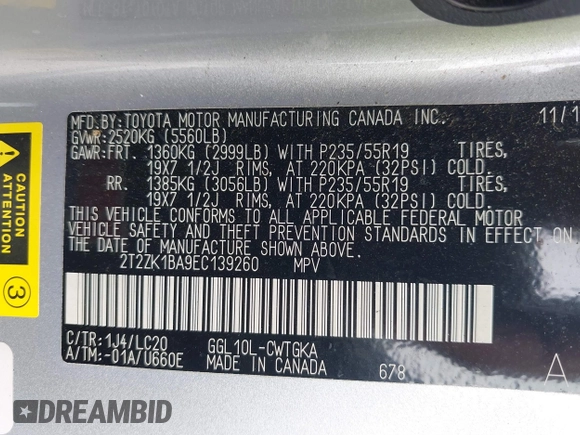 MFD.BY:TOYOTA MOTOR MANUFACTURING CANADA INC. 11/1
GVWR:2520KG (5560LB)
GAWR:FRT. 1360KG (2999LB) WITH P235/55R19 TIRES,
19X7 1/2J RIMS, AT 220KPA (32PSI) COLD.
RR. 1385KG (3056LB) WITH P235/55R19 TIRES,
19X7 1/2J RIMS, AT 220KPA (32PSI) COLD.
THIS VEHICLE CONFORMS TO ALL APPLICABLE FEDERAL MOTOR
VEHICLE SAFETY AND THEFT PREVENTION STANDARDS IN EFFECT ON
THE DATE OF MANUFACTURE SHOWN ABOVE.
2T2ZK1BA9EC139260 MPV
C/TR:1J4/LC20 GGL10L-CWTGKA
A/TM:-01A/U660E MADE IN CANADA 678 A
CAUTION
3
DREAMBID